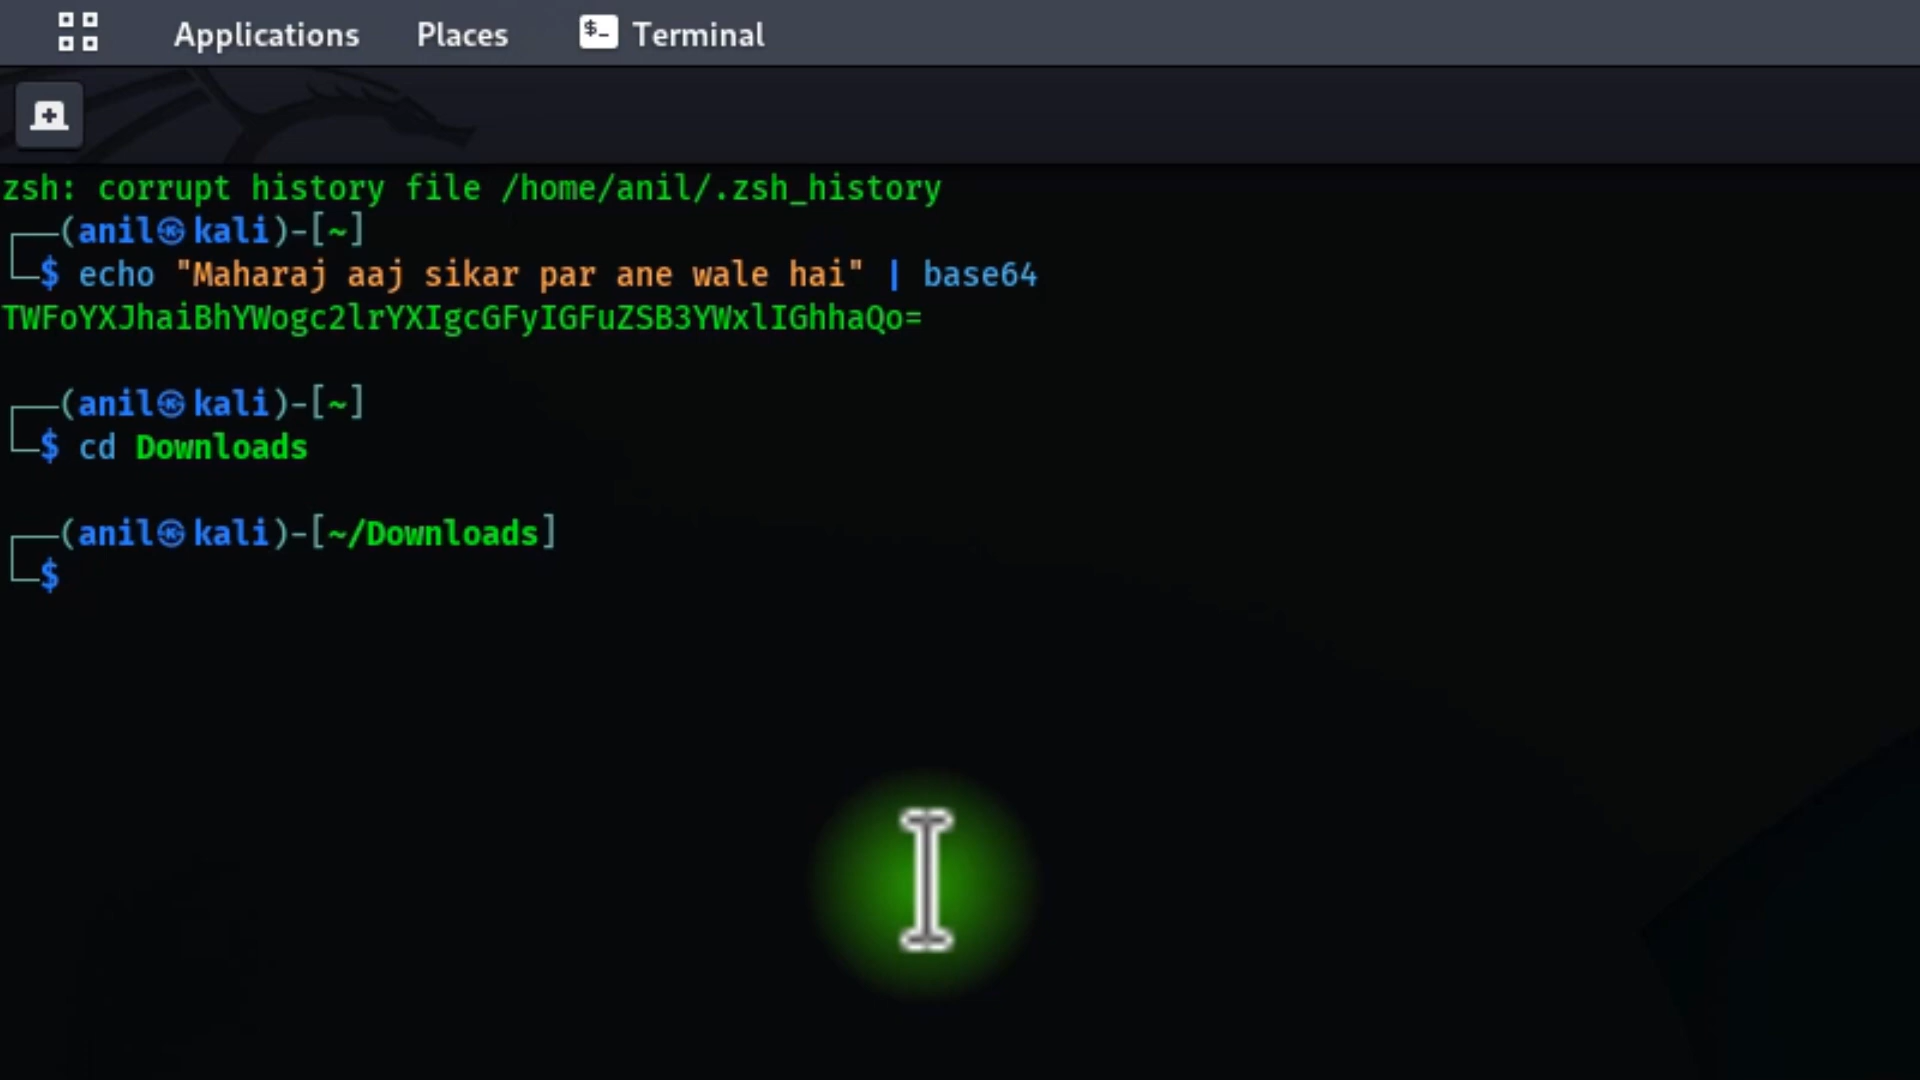 Applications Places $_ Terminal
zsh: corrupt history file /home/anil/.zsh_history
┌──(anil㉿kali)-[~]
└─$ echo "Maharaj aaj sikar par ane wale hai" | base64
TWFoYXJhaiBhYWogc2lrYXIgcGFyIGFuZSB3YWxlIGhhaQo=
┌──(anil㉿kali)-[~]
└─$ cd Downloads
┌──(anil㉿kali)-[~/Downloads]
└─$